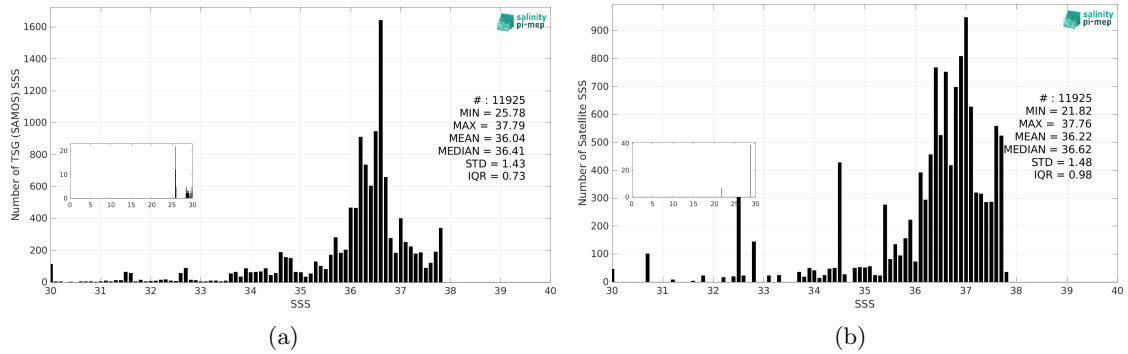 salinity
pi-mep
Number of TSG (SAMOS) SSS
1600
1400
1200
1000
800
600
400
200
0
# : 11925
MIN = 25.78
MAX = 37.79
MEAN = 36.04
MEDIAN = 36.41
STD = 1.43
IQR = 0.73
20
10
0
0 5 10 15 20 25 30
30 31 32 33 34 35 36 37 38 39 40
SSS
(a)
salinity
pi-mep
Number of Satellite SSS
900
800
700
600
500
400
300
200
100
0
# : 11925
MIN = 21.82
MAX = 37.76
MEAN = 36.22
MEDIAN = 36.62
STD = 1.48
IQR = 0.98
40
20
0
0 5 10 15 20 25 30
30 31 32 33 34 35 36 37 38 39 40
SSS
(b)